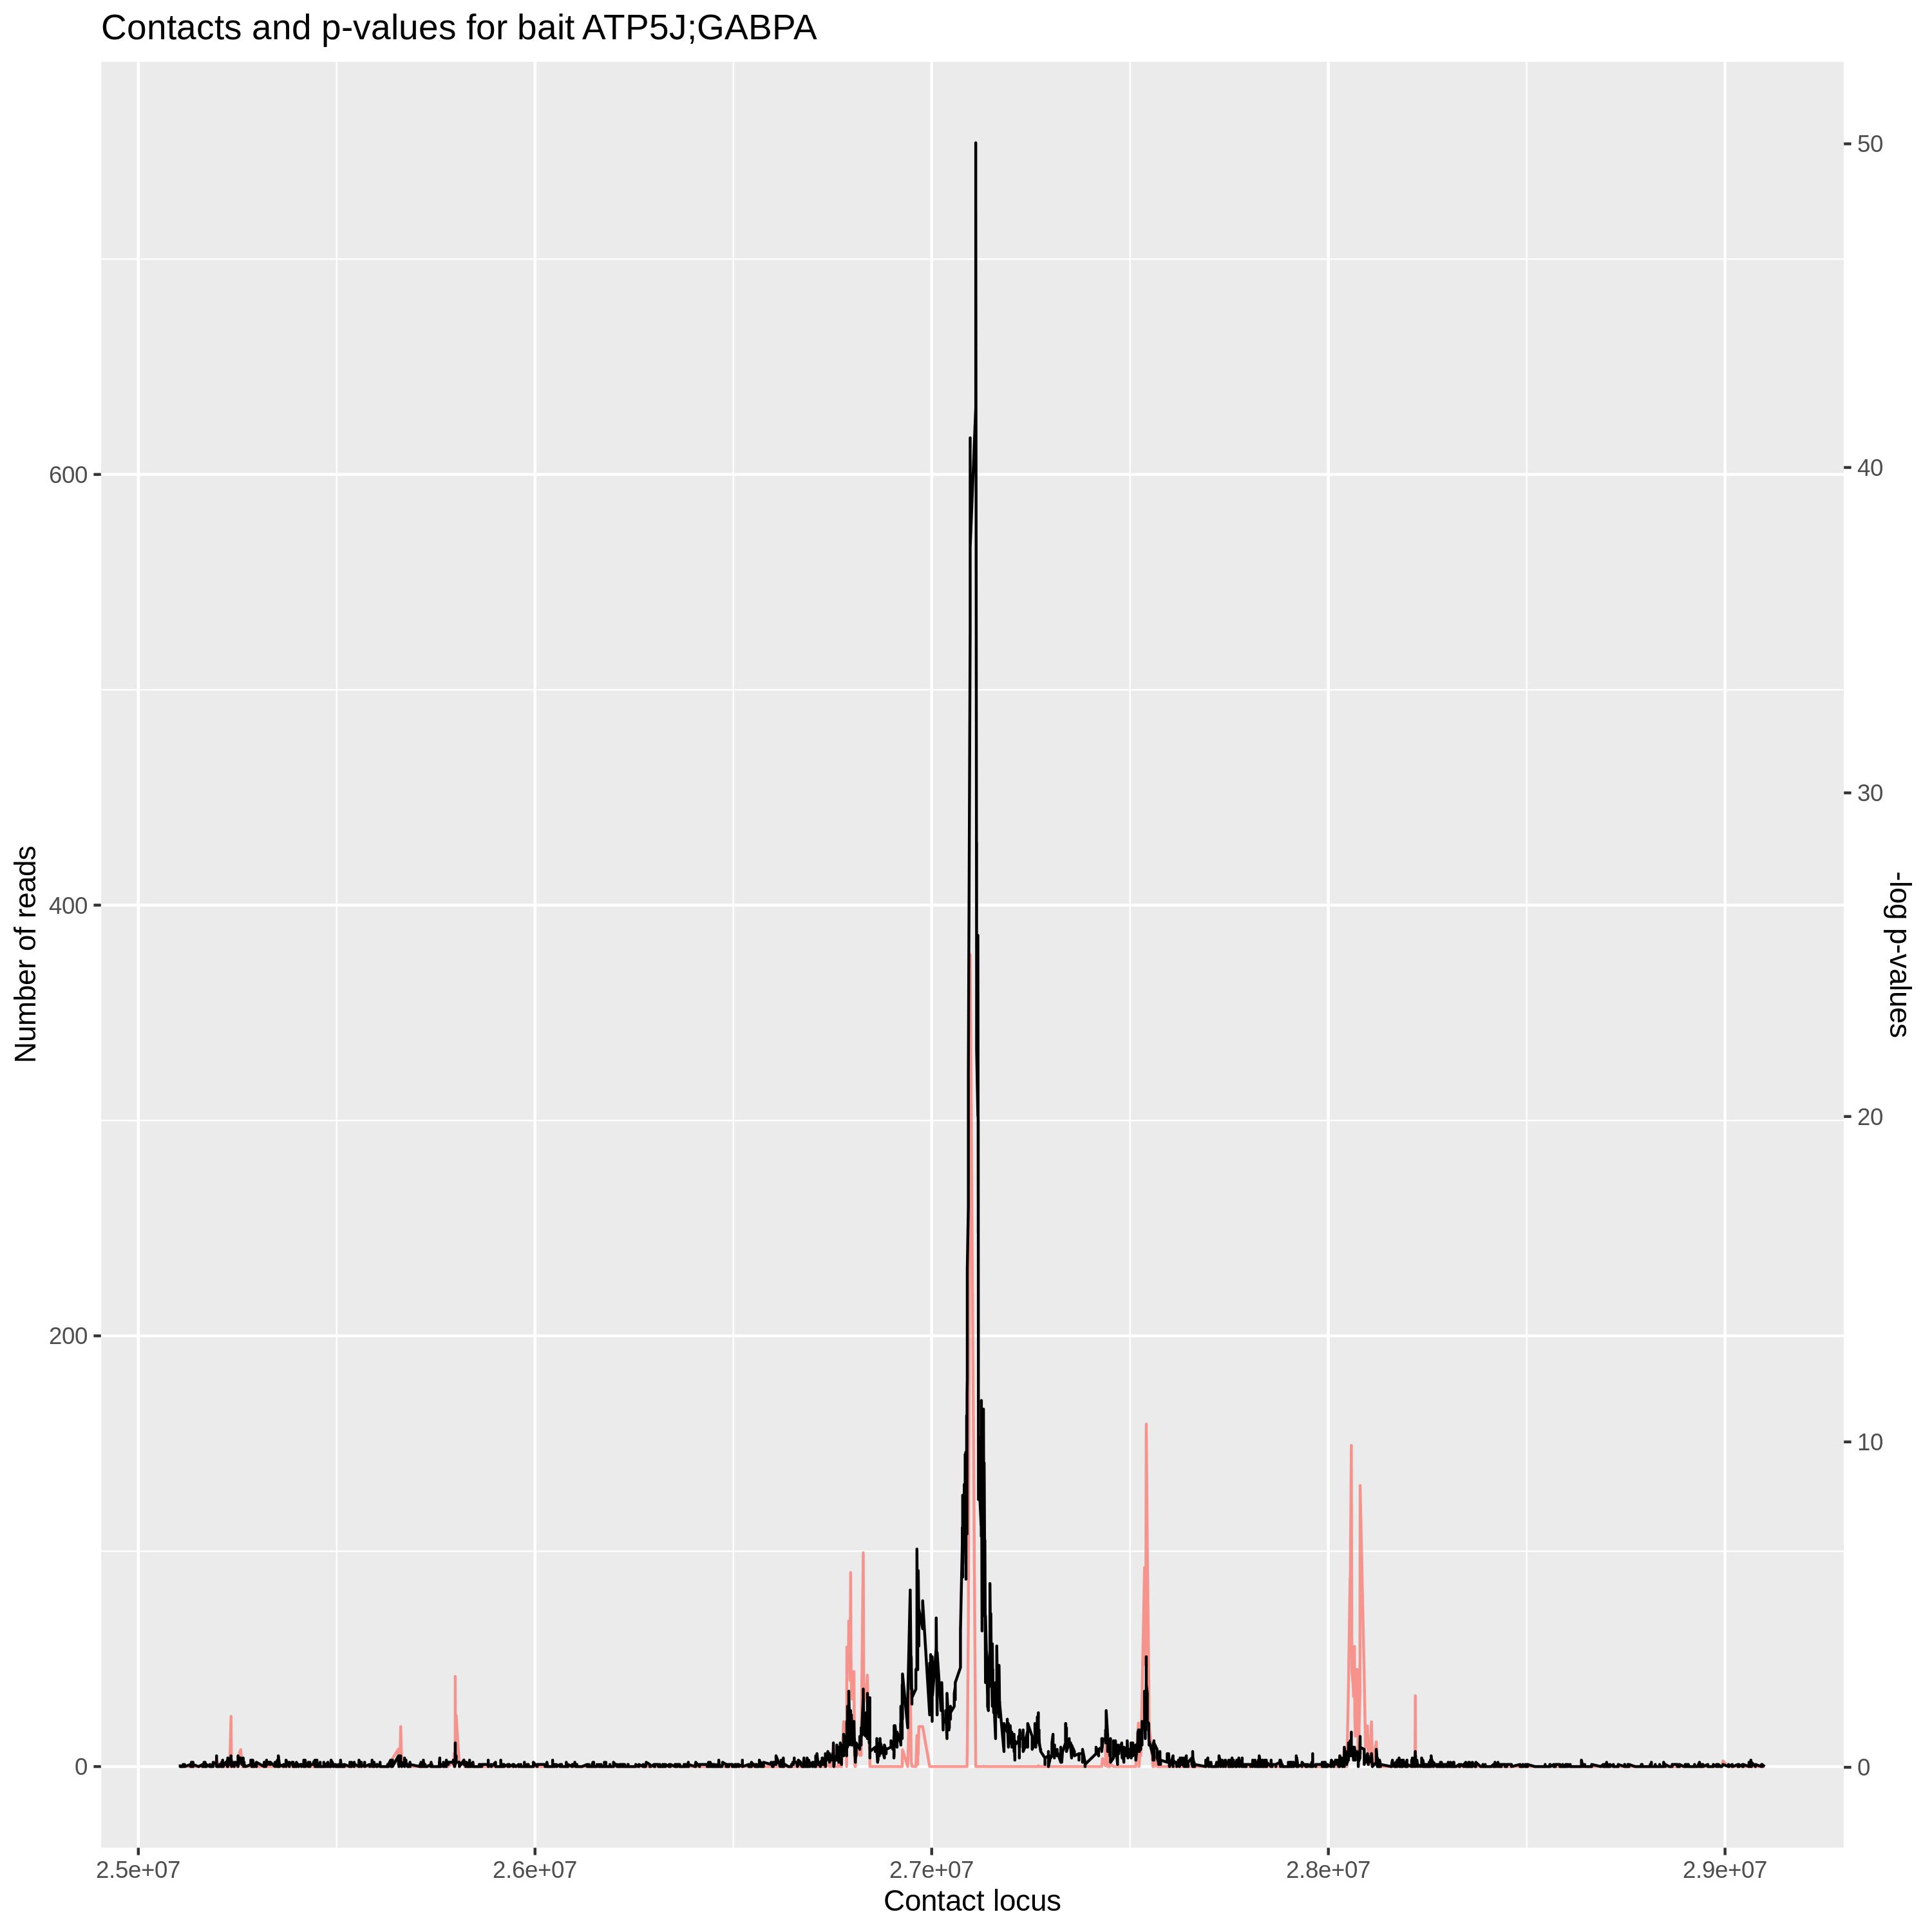 Contacts and p-values for bait ATP5J;GABPA
Number of reads
600
400
200
0
50
40
30
20
10
0
-log p-values
2.5e+07
2.6e+07
2.7e+07
2.8e+07
2.9e+07
Contact locus